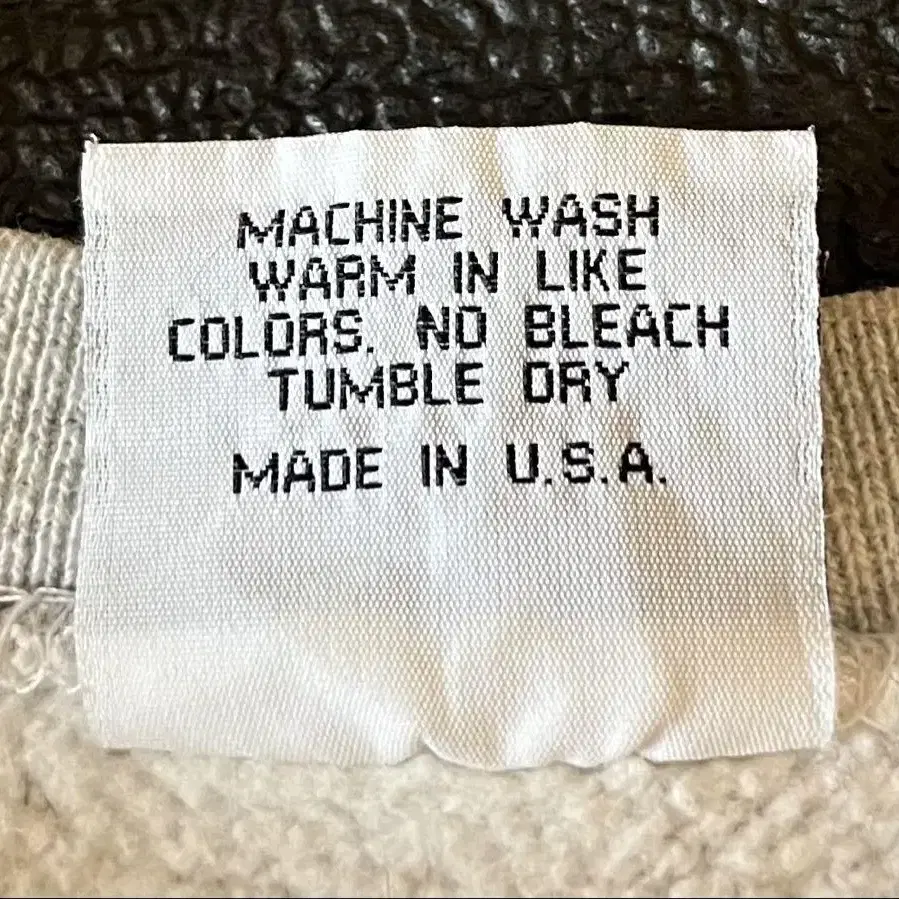 MACHINE WASH
WARM IN LIKE
COLORS. NO BLEACH
TUMBLE DRY
MADE IN U.S.A.